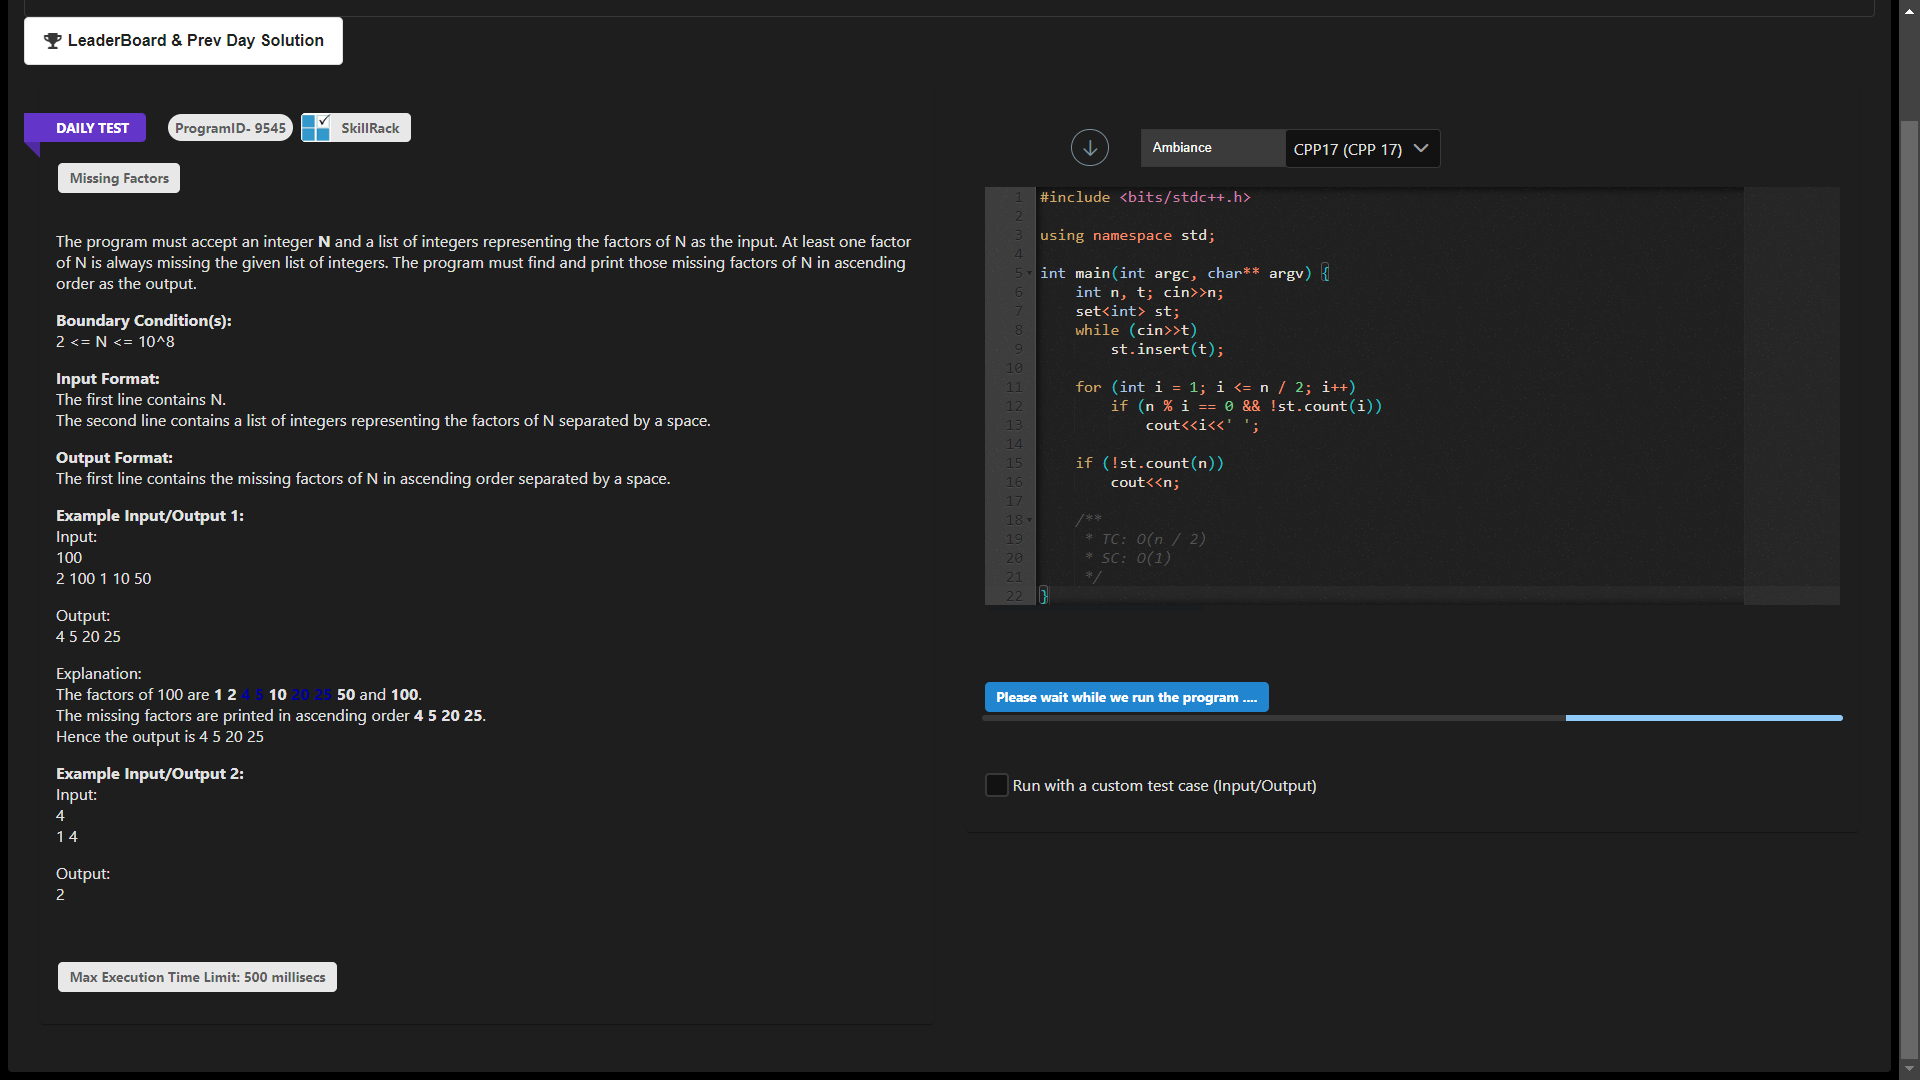 LeaderBoard & Prev Day Solution
DAILY TEST
ProgramID- 9545
SkillRack
Missing Factors
The program must accept an integer N and a list of integers representing the factors of N as the input. At least one factor
of N is always missing the given list of integers. The program must find and print those missing factors of N in ascending
order as the output.
Boundary Condition(s):
2 <= N <= 10^8
Input Format:
The first line contains N.
The second line contains a list of integers representing the factors of N separated by a space.
Output Format:
The first line contains the missing factors of N in ascending order separated by a space.
Example Input/Output 1:
Input:
100
2 100 1 10 50
Output:
4 5 20 25
Explanation:
The factors of 100 are 1 2 4 5 10 20 25 50 and 100.
The missing factors are printed in ascending order 4 5 20 25.
Hence the output is 4 5 20 25
Example Input/Output 2:
Input:
4
1 4
Output:
2
Max Execution Time Limit: 500 millisecs
Ambiance
CPP17 (CPP 17)
1 #include <bits/stdc++.h>
2
3 using namespace std;
4
5 int main(int argc, char** argv) {
6     int n, t; cin>>n;
7     set<int> st;
8     while (cin>>t)
9         st.insert(t);
10
11     for (int i = 1; i <= n / 2; i++)
12         if (n % i == 0 && !st.count(i))
13             cout<<i<<' ';
14
15     if (!st.count(n))
16         cout<<n;
17
18     /**
19      * TC: O(n / 2)
20      * SC: O(1)
21      */
22 }
Please wait while we run the program ....
Run with a custom test case (Input/Output)